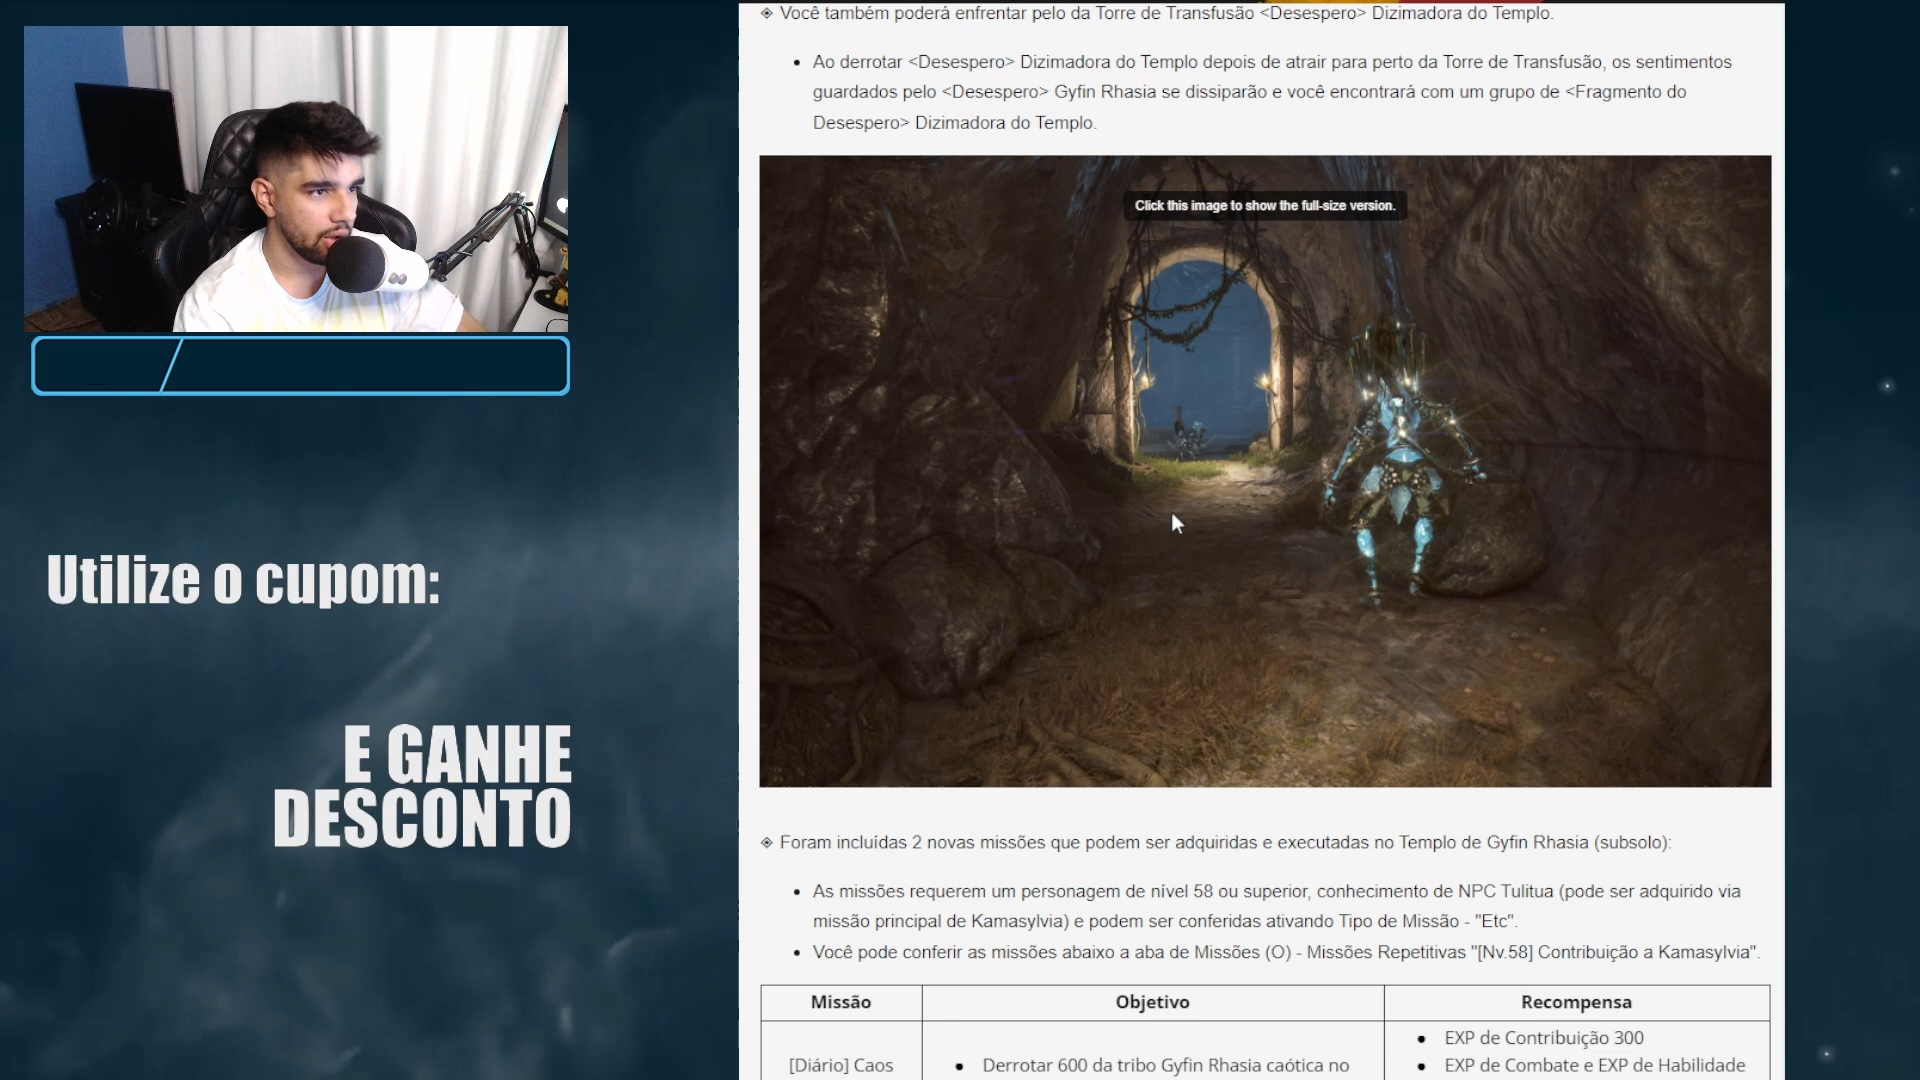 ◈ Você também poderá enfrentar pelo da Torre de Transfusão <Desespero> Dizimadora do Templo.
• Ao derrotar <Desespero> Dizimadora do Templo depois de atrair para perto da Torre de Transfusão, os sentimentos
guardados pelo <Desespero> Gyfin Rhasia se dissiparão e você encontrará com um grupo de <Fragmento do
Desespero> Dizimadora do Templo.
Click this image to show the full-size version.
Utilize o cupom:
E GANHE
DESCONTO
◈ Foram incluídas 2 novas missões que podem ser adquiridas e executadas no Templo de Gyfin Rhasia (subsolo):
• As missões requerem um personagem de nível 58 ou superior, conhecimento de NPC Tulitua (pode ser adquirido via
missão principal de Kamasylvia) e podem ser conferidas ativando Tipo de Missão - "Etc".
• Você pode conferir as missões abaixo a aba de Missões (O) - Missões Repetitivas "[Nv.58] Contribuição a Kamasylvia".
Missão Objetivo Recompensa
• EXP de Contribuição 300
[Diário] Caos • Derrotar 600 da tribo Gyfin Rhasia caótica no • EXP de Combate e EXP de Habilidade